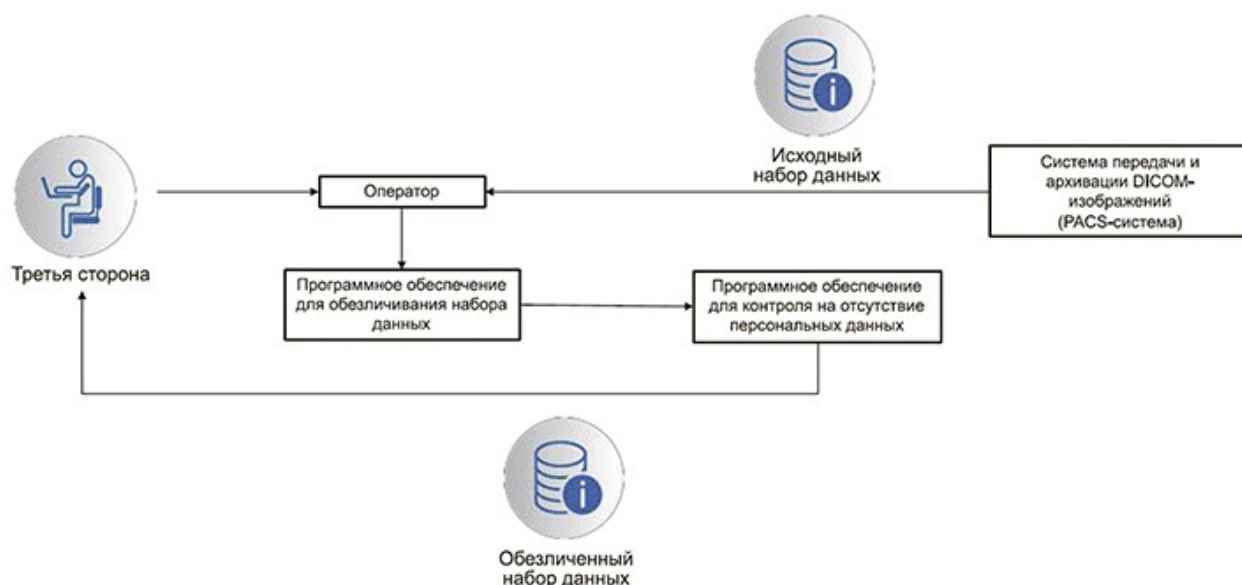 Исходный
набор данных
Система передачи и
архивации DICOM-
изображений
(PACS-система)
Оператор
Третья сторона
Программное обеспечение
для обезличивания набора
данных
Программное обеспечение
для контроля на отсутствие
персональных данных
Обезличенный
набор данных